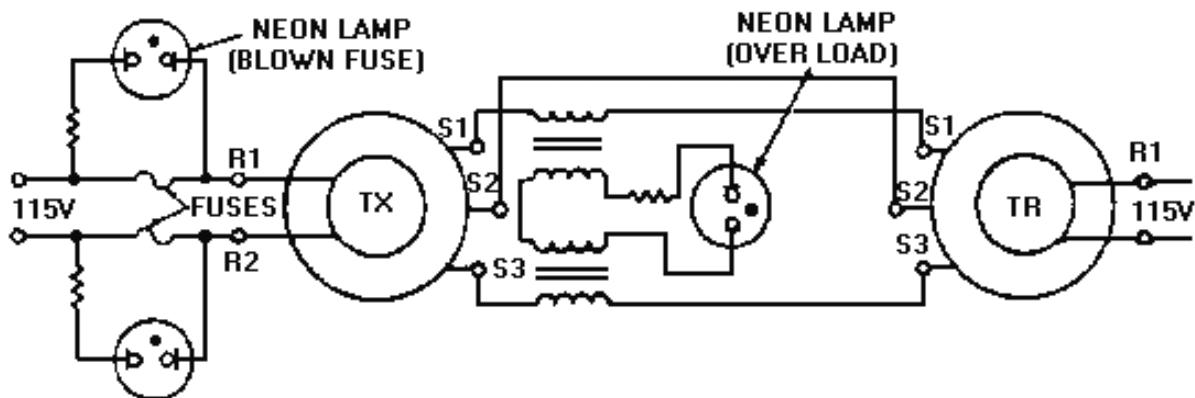 NEON LAMP
(BLOWN FUSE)
NEON LAMP
(OVER LOAD)
S1
S1
R1
R1
S2
S2
115V
FUSES
TX
TR
115V
R2
S3
S3